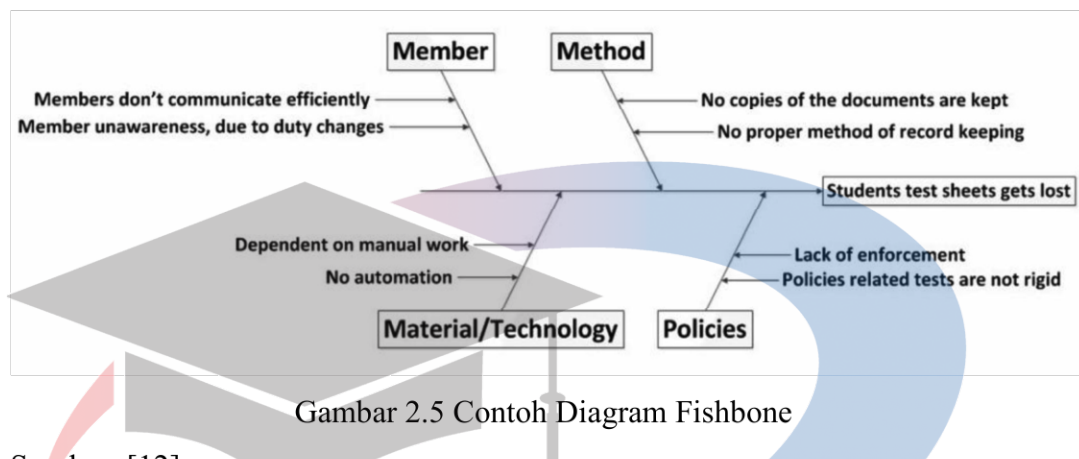 Member
Method
Members don't communicate efficiently
No copies of the documents are kept
Member unawareness, due to duty changes
No proper method of record keeping
Students test sheets gets lost
Dependent on manual work
Lack of enforcement
No automation
Policies related tests are not rigid
Material/Technology
Policies
Gambar 2.5 Contoh Diagram Fishbone